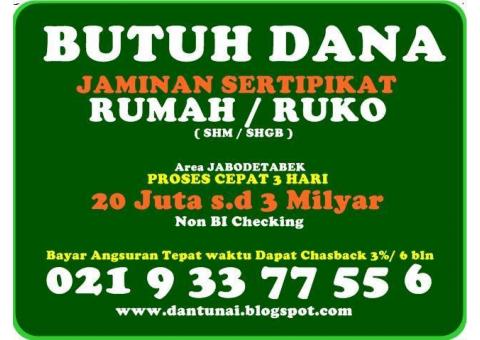 BUTUH DANA
JAMINAN SERTIPIKAT
RUMAH / RUKO
( SHM / SHGB )
Area JABODETABEK
PROSES CEPAT 3 HARI
20 Juta s.d 3 Milyar
Non BI Checking
Bayar Angsuran Tepat waktu Dapat Chasback 3%/ 6 bln
021 9 33 77 55 6
www.dantunai.blogspot.com